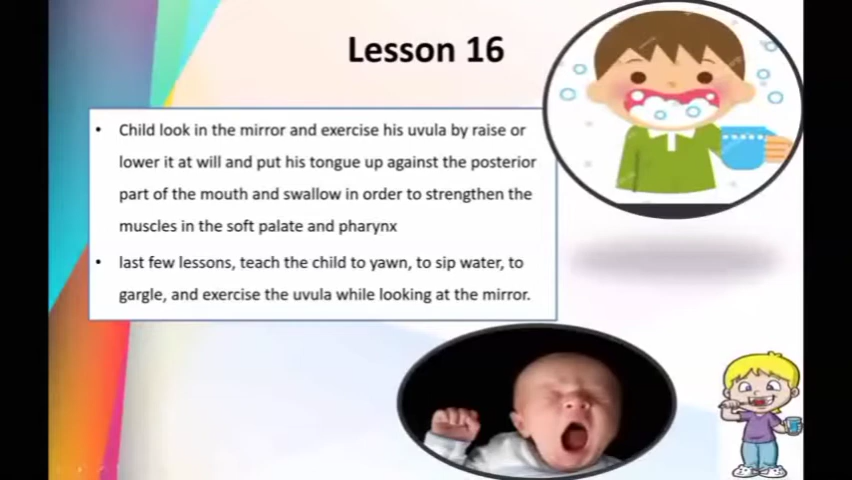 Lesson 16
• Child look in the mirror and exercise his uvula by raise or
lower it at will and put his tongue up against the posterior
part of the mouth and swallow in order to strengthen the
muscles in the soft palate and pharynx
• last few lessons, teach the child to yawn, to sip water, to
gargle, and exercise the uvula while looking at the mirror.